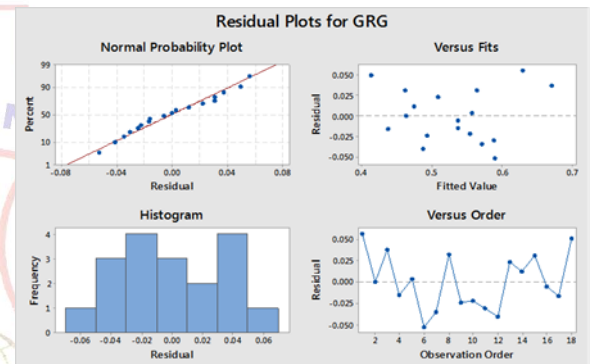 Residual Plots for GRG
Normal Probability Plot
99
90
50
10
1
Percent
-0.08 -0.04 0.00 0.04 0.08
Residual
Versus Fits
0.050
0.025
0.000
-0.025
-0.050
Residual
0.4 0.5 0.6 0.7
Fitted Value
Histogram
4
3
2
1
0
Frequency
-0.06 -0.04 -0.02 0.00 0.02 0.04 0.06
Residual
Versus Order
0.050
0.025
0.000
-0.025
-0.050
Residual
2 4 6 8 10 12 14 16 18
Observation Order